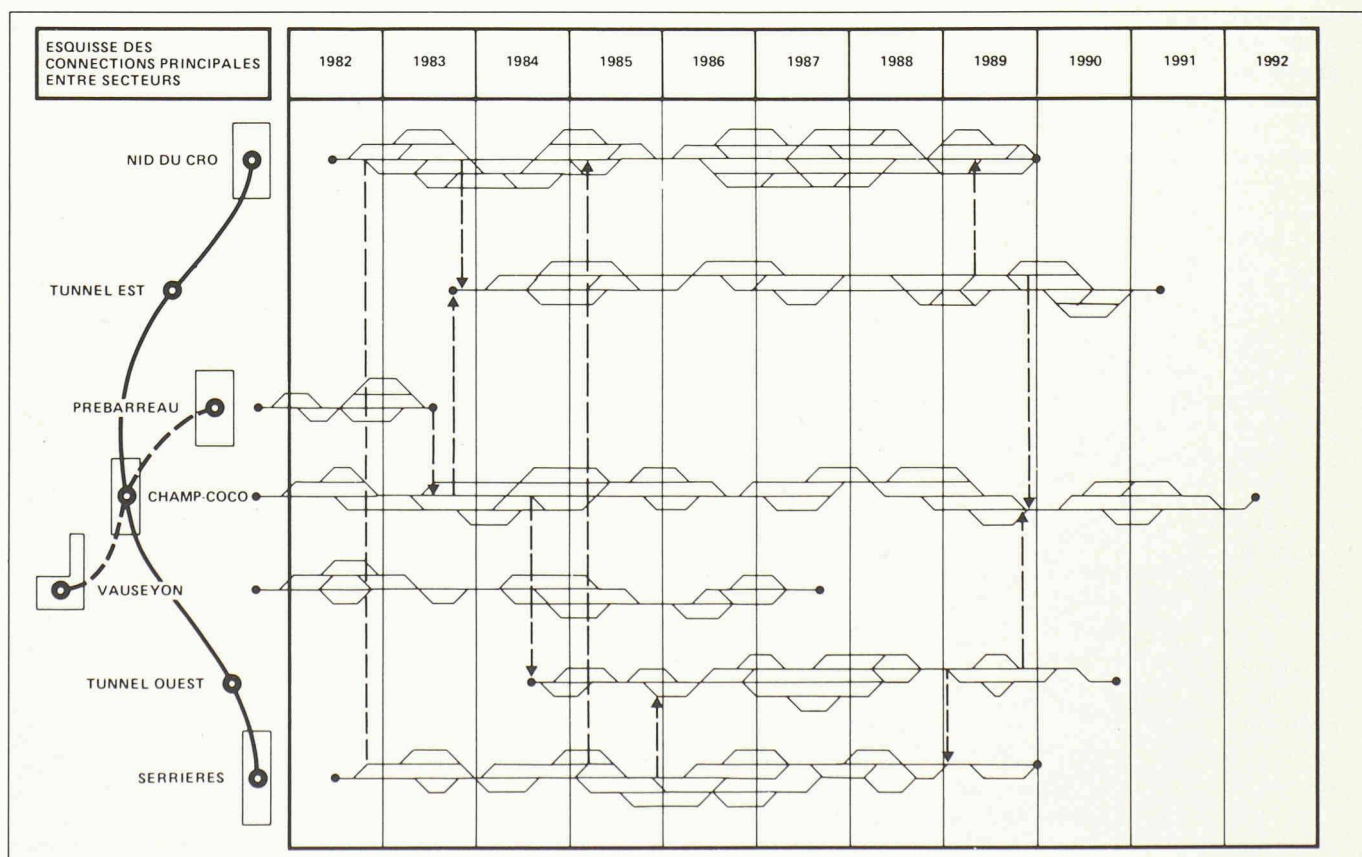 ESQUISSE DES
CONNECTIONS PRINCIPALES
ENTRE SECTEURS
1982 1983 1984 1985 1986 1987 1988 1989 1990 1991 1992
NID DU CRO
TUNNEL EST
PREBARREAU
CHAMP-COCO
VAUSEYON
TUNNEL OUEST
SERRIERES